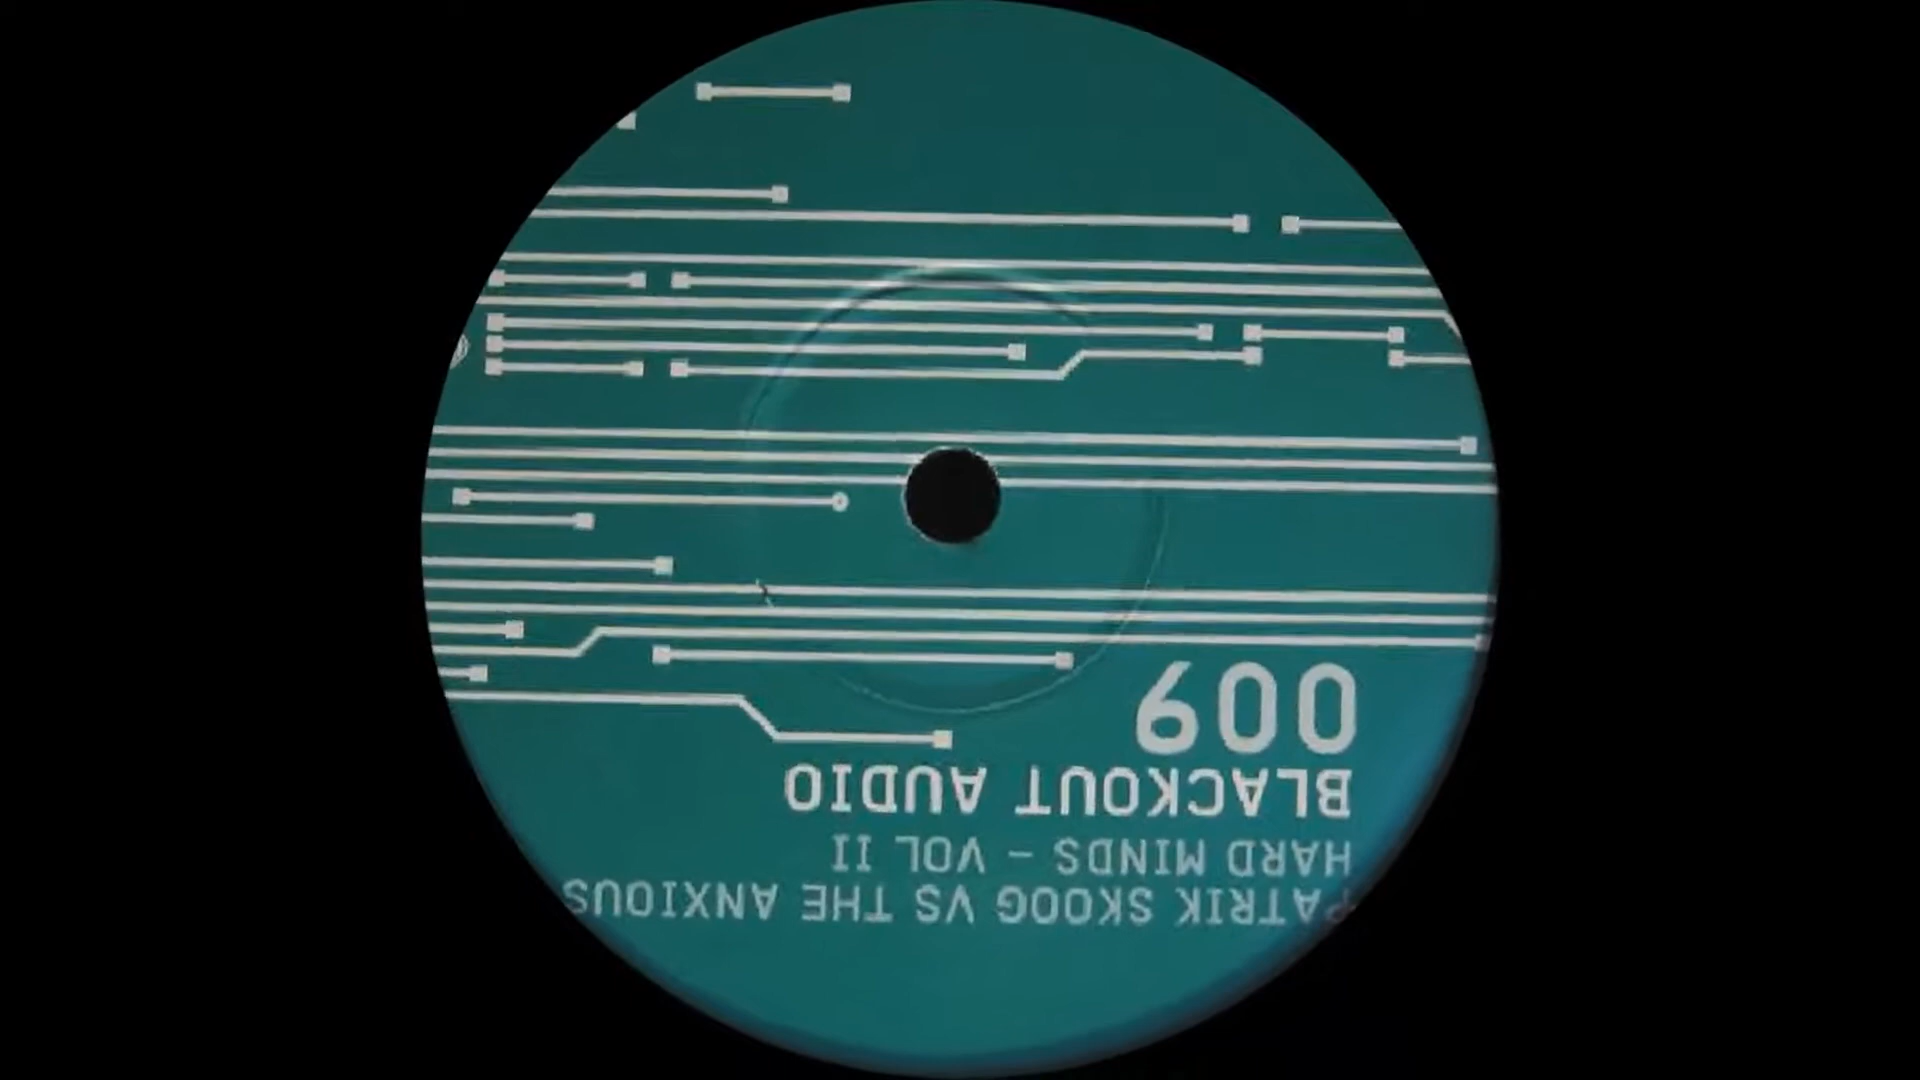 PATRIK SKOOG VS THE ANXIOUS
HARD MINDS - VOL II
BLACKOUT AUDIO
009